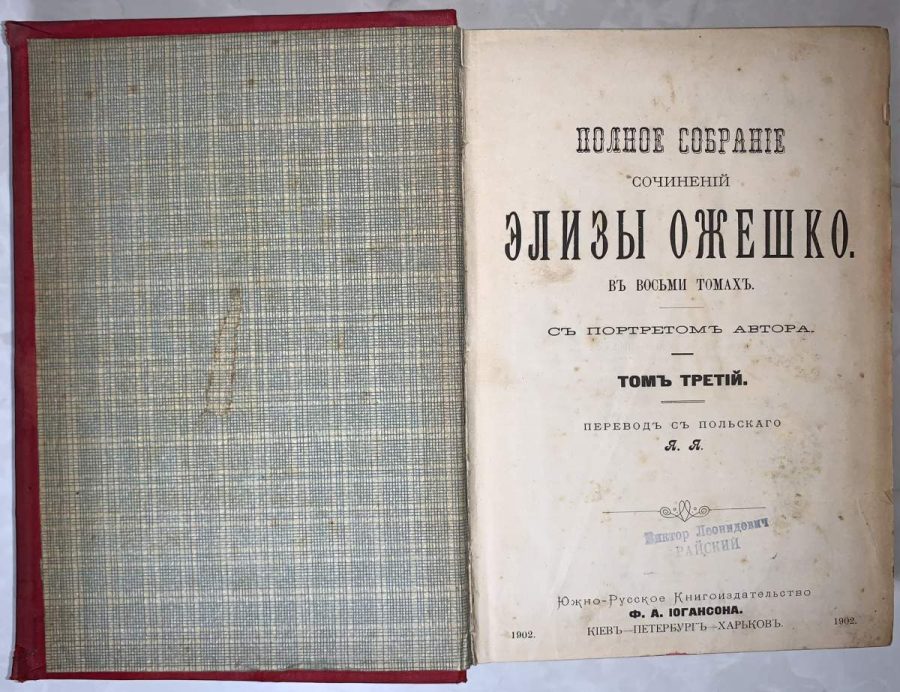 ПОЛНОЕ СОБРАНІЕ
СОЧИНЕНІЙ
ЭЛИЗЫ ОЖЕШКО.
ВЪ ВОСЬМИ ТОМАХЪ.
СЪ ПОРТРЕТОМЪ АВТОРА.
ТОМЪ ТРЕТІЙ.
ПЕРЕВОДЪ СЪ ПОЛЬСКАГО
Я. Я.
Виктор Леонидович
РАЙСКИЙ
Южно-Русское Книгоиздательство
Ф. А. ІОГАНСОНА.
1902. КІЕВЪ—ПЕТЕРБУРГЪ—ХАРЬКОВЪ. 1902.